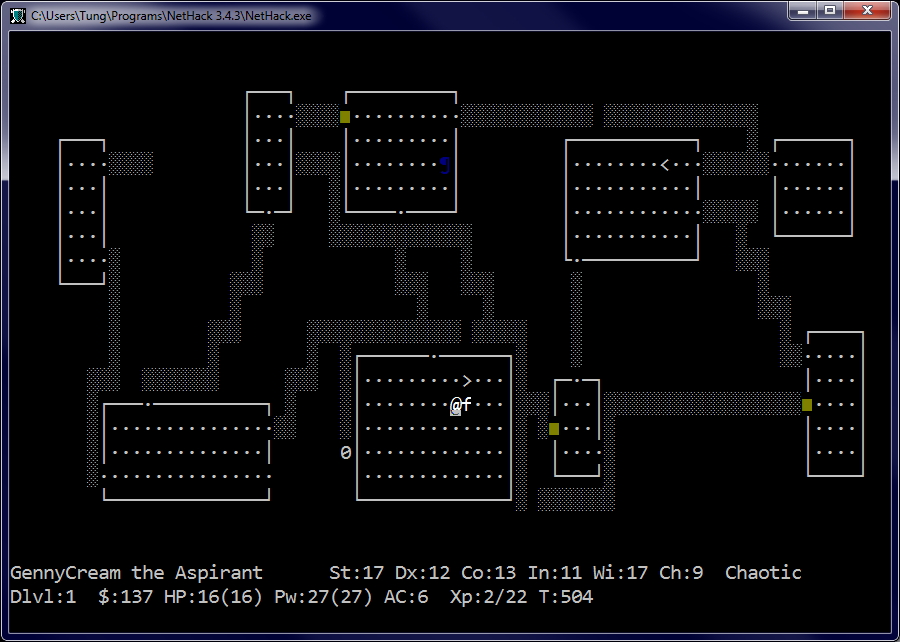 C:\Users\Tung\Programs\NetHack 3.4.3\NetHack.exe
GennyCream the Aspirant St:17 Dx:12 Co:13 In:11 Wi:17 Ch:9 Chaotic
Dlvl:1 $:137 HP:16(16) Pw:27(27) AC:6 Xp:2/22 T:504